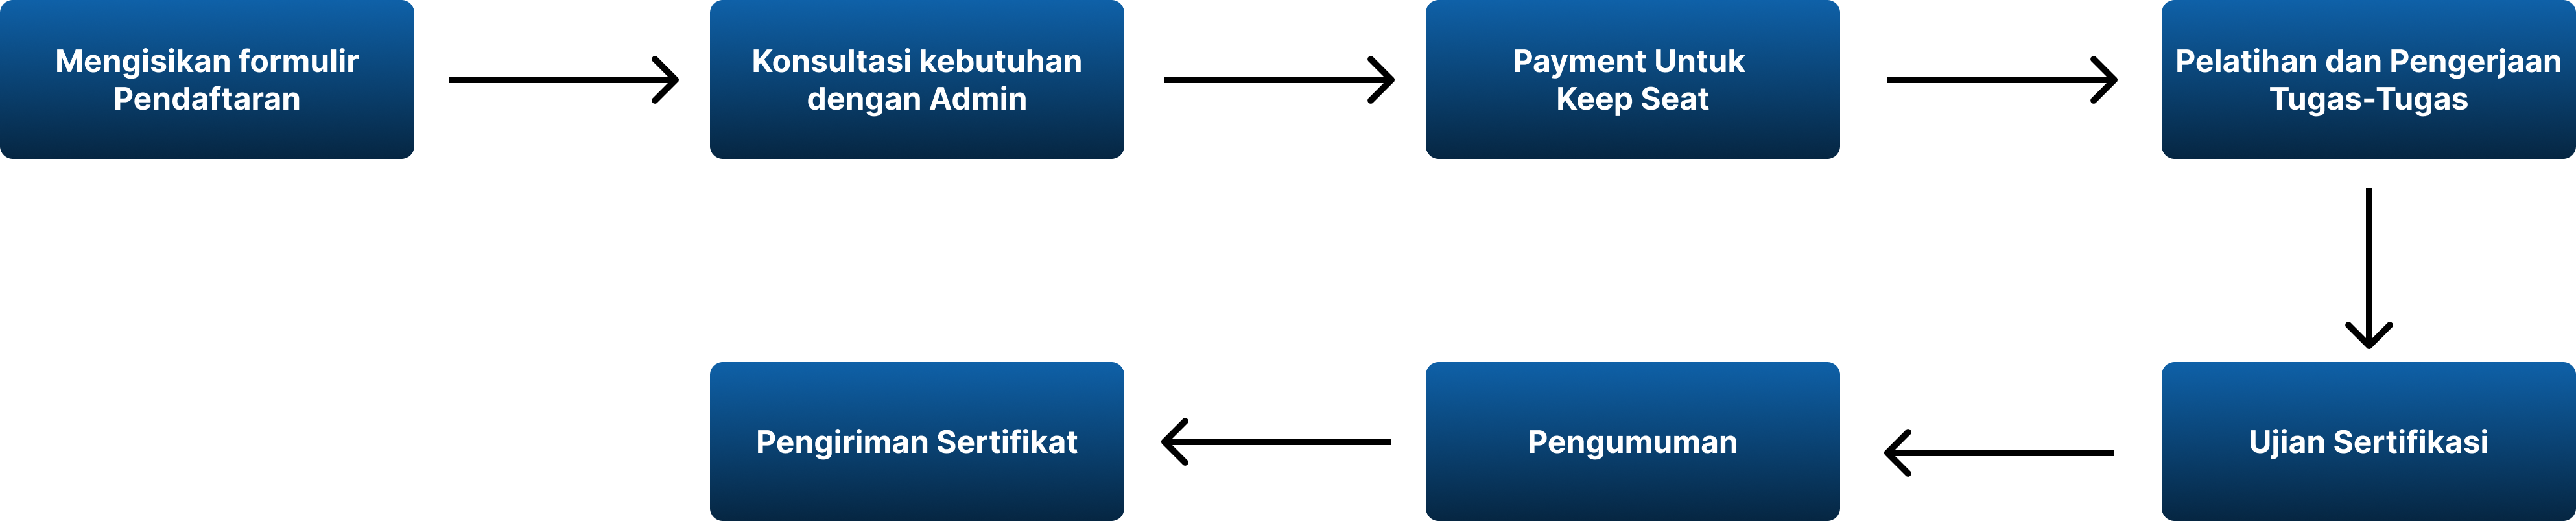 Mengisikan formulir
Pendaftaran
Konsultasi kebutuhan
dengan Admin
Payment Untuk
Keep Seat
Pelatihan dan Pengerjaan
Tugas-Tugas
Ujian Sertifikasi
Pengumuman
Pengiriman Sertifikat